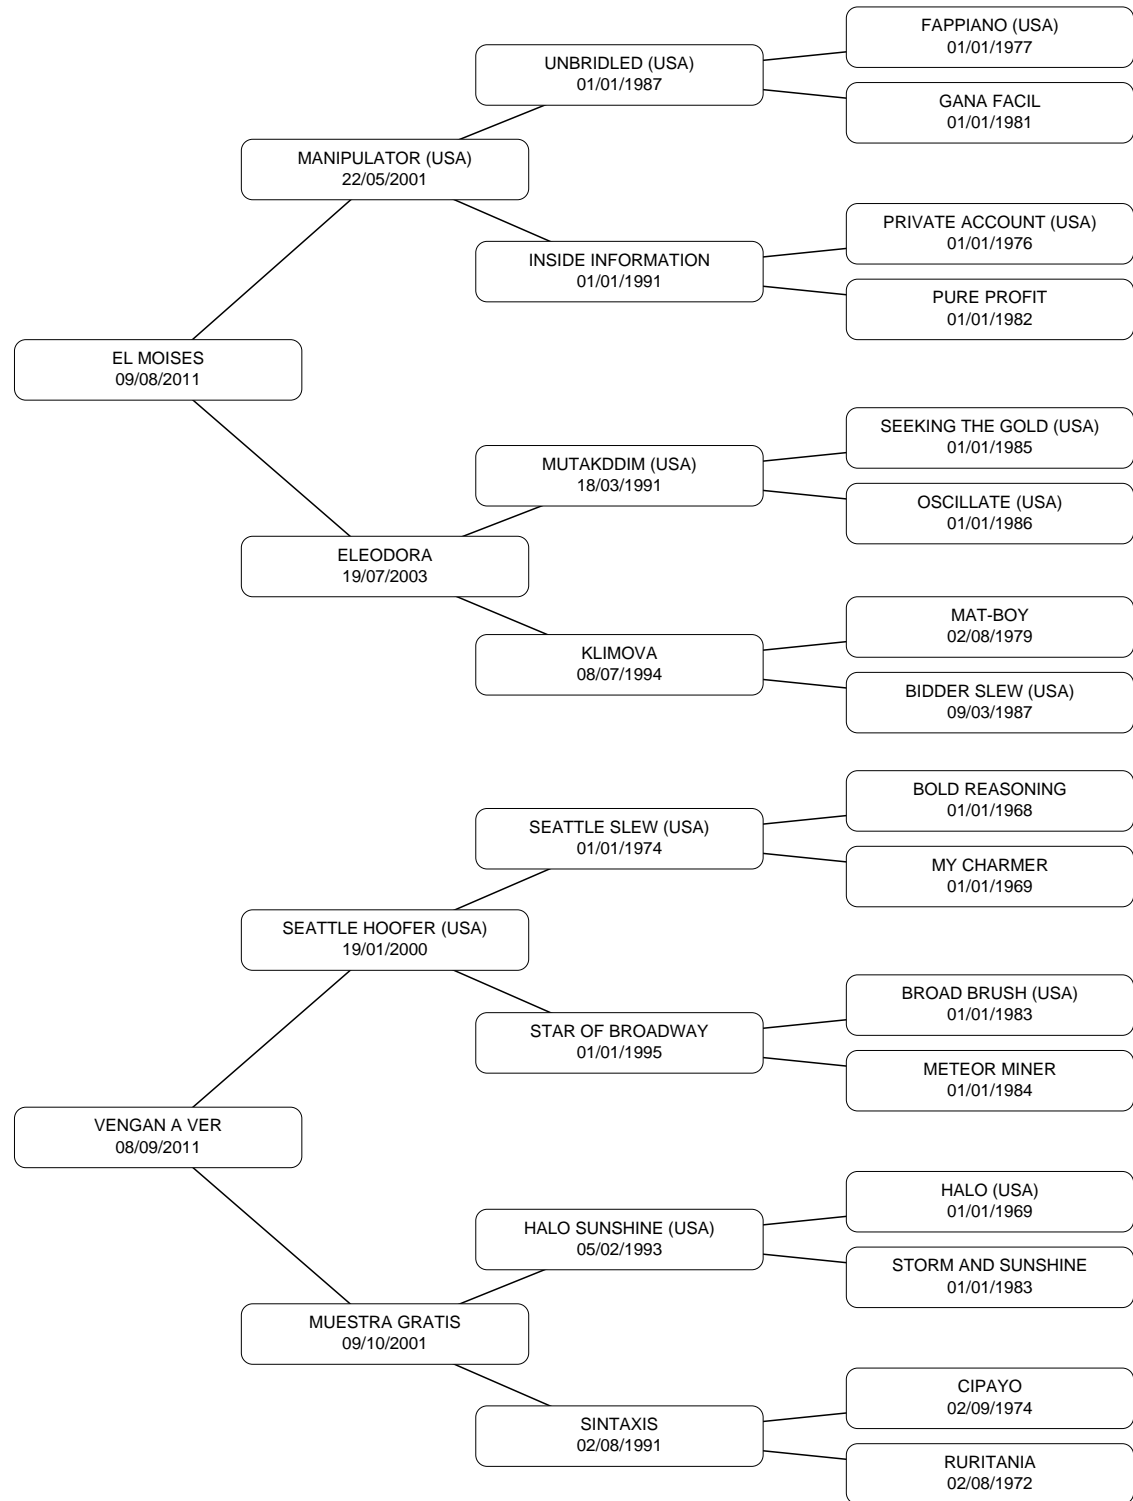 FAPPIANO (USA)
01/01/1977
UNBRIDLED (USA)
01/01/1987
GANA FACIL
01/01/1981
MANIPULATOR (USA)
22/05/2001
PRIVATE ACCOUNT (USA)
01/01/1976
INSIDE INFORMATION
01/01/1991
PURE PROFIT
01/01/1982
EL MOISES
09/08/2011
SEEKING THE GOLD (USA)
01/01/1985
MUTAKDDIM (USA)
18/03/1991
OSCILLATE (USA)
01/01/1986
ELEODORA
19/07/2003
MAT-BOY
02/08/1979
KLIMOVA
08/07/1994
BIDDER SLEW (USA)
09/03/1987
BOLD REASONING
01/01/1968
SEATTLE SLEW (USA)
01/01/1974
MY CHARMER
01/01/1969
SEATTLE HOOFER (USA)
19/01/2000
BROAD BRUSH (USA)
01/01/1983
STAR OF BROADWAY
01/01/1995
METEOR MINER
01/01/1984
VENGAN A VER
08/09/2011
HALO (USA)
01/01/1969
HALO SUNSHINE (USA)
05/02/1993
STORM AND SUNSHINE
01/01/1983
MUESTRA GRATIS
09/10/2001
CIPAYO
02/09/1974
SINTAXIS
02/08/1991
RURITANIA
02/08/1972